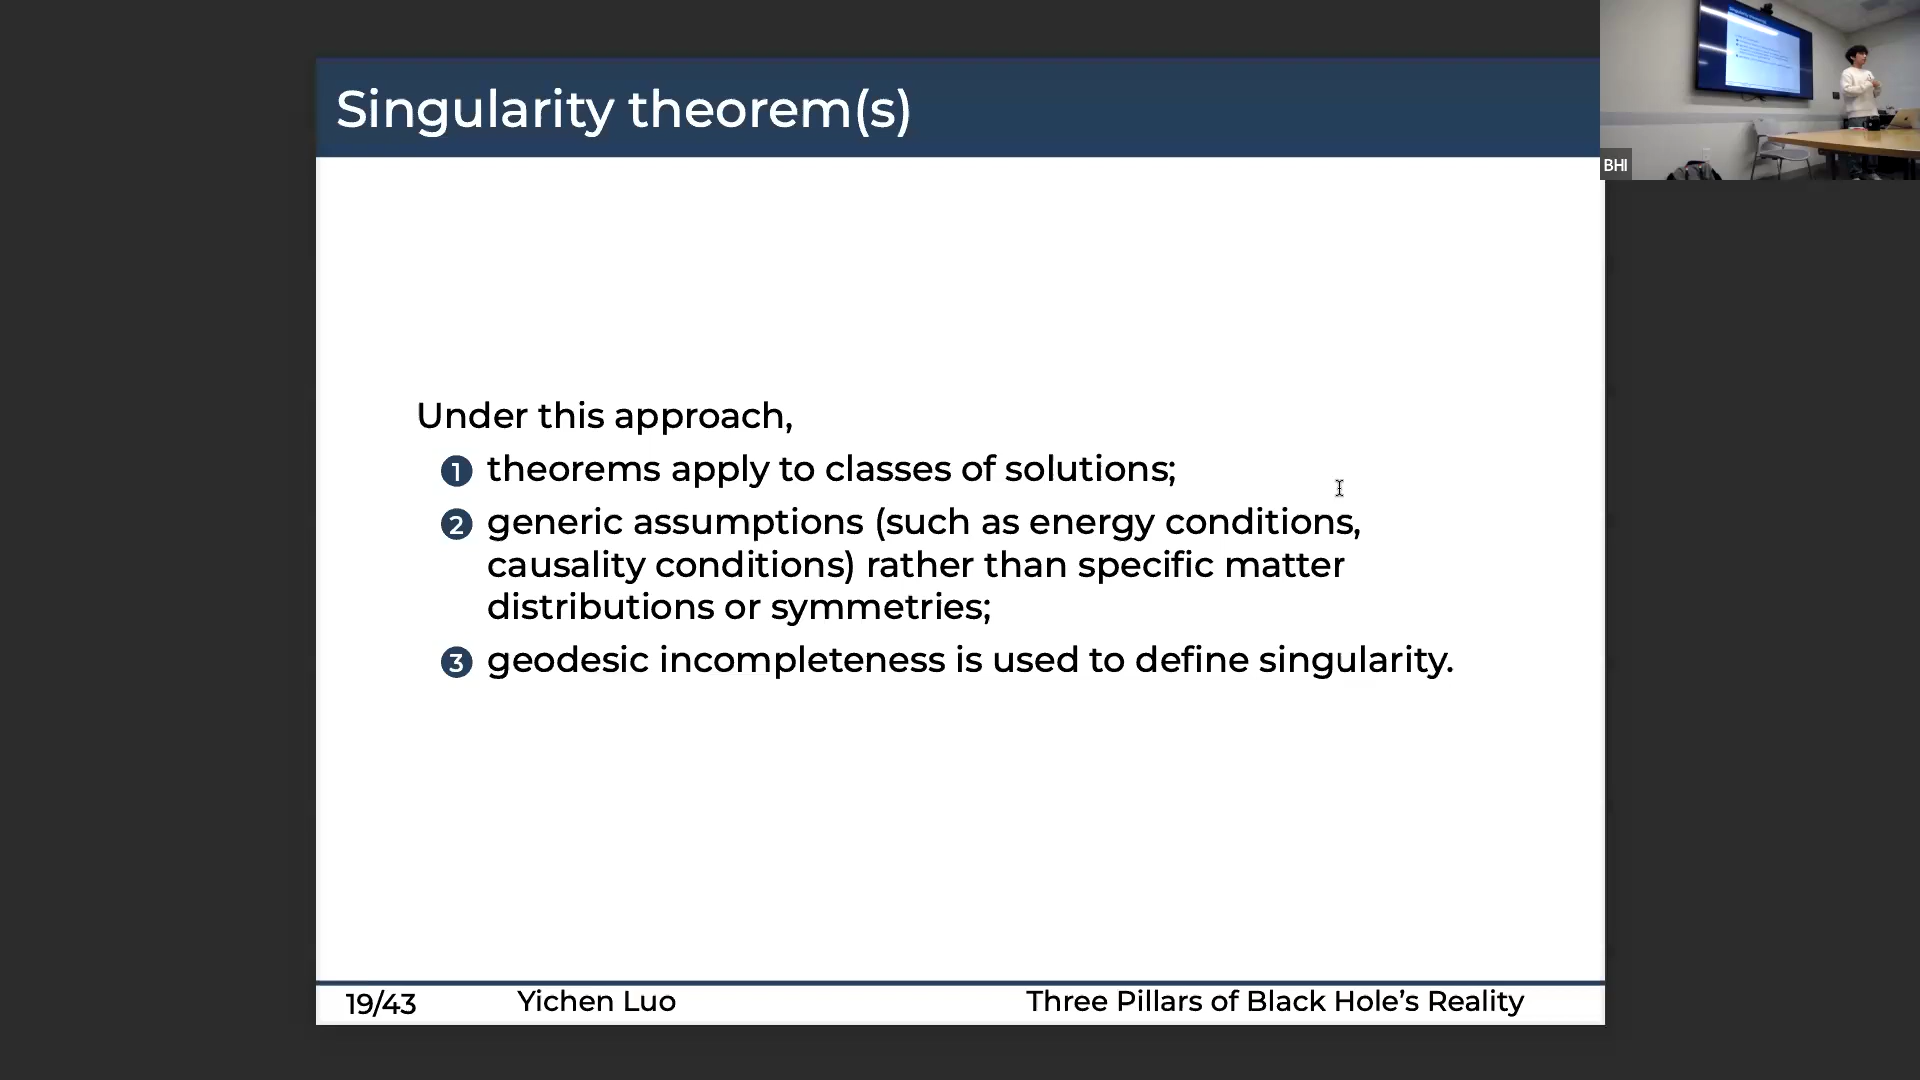 Singularity theorem(s)
BHI
Under this approach,
1 theorems apply to classes of solutions;
2 generic assumptions (such as energy conditions,
causality conditions) rather than specific matter
distributions or symmetries;
3 geodesic incompleteness is used to define singularity.
19/43 Yichen Luo Three Pillars of Black Hole’s Reality